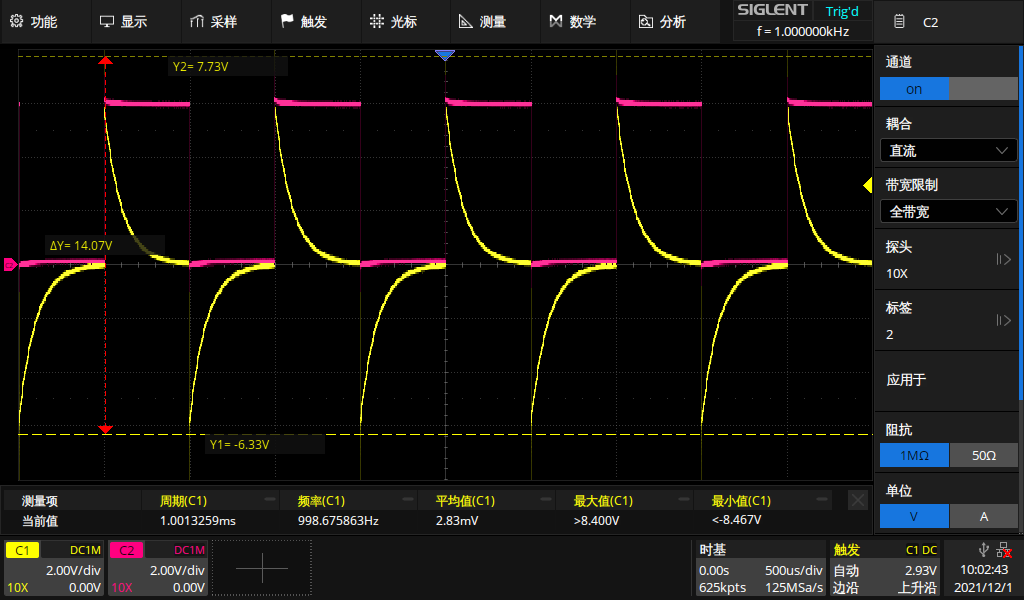 功能 显示 采样 触发 光标 测量 数学 分析
SIGLENT Trig'd
f = 1.000000kHz
C2
通道
on
耦合
直流
带宽限制
全带宽
探头
10X
标签
2
应用于
阻抗
1MΩ 50Ω
单位
V A
Y2= 7.73V
ΔY= 14.07V
Y1= -6.33V
测量项 周期(C1) 频率(C1) 平均值(C1) 最大值(C1) 最小值(C1)
当前值 1.0013259ms 998.675863Hz 2.83mV >8.400V <-8.467V
C1 DC1M
2.00V/div
10X 0.00V
C2 DC1M
2.00V/div
10X 0.00V
时基
0.00s 500us/div
625kpts 125MSa/s
触发 C1 DC
自动 2.93V
边沿 上升沿
10:02:43
2021/12/1